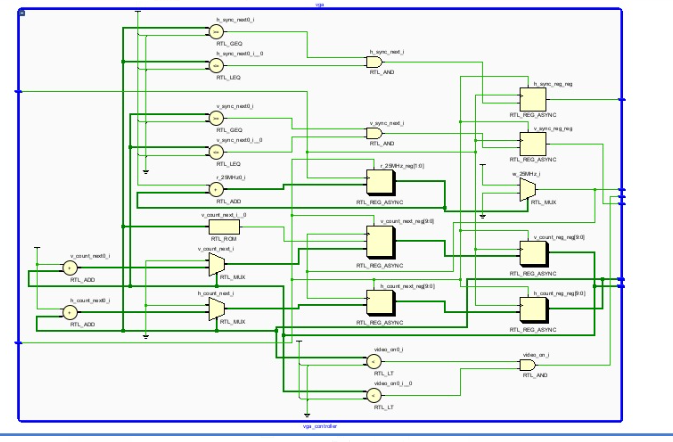 vga
h_sync_next0_i
RTL_GEQ
h_sync_next0_i__0
RTL_LEQ
h_sync_next_i
RTL_AND
h_sync_reg_reg
RTL_REG_ASYNC
v_sync_next0_i
RTL_GEQ
v_sync_next_i
RTL_AND
v_sync_reg_reg
RTL_REG_ASYNC
v_sync_next0_i__0
RTL_LEQ
r_25MHz0_i
RTL_ADD
r_25MHz_reg[1:0]
RTL_REG_ASYNC
w_25MHz_i
RTL_MUX
v_count_next_i__0
RTL_ROM
v_count_next_reg[9:0]
RTL_REG_ASYNC
v_count_reg_reg[9:0]
RTL_REG_ASYNC
v_count_next0_i
RTL_ADD
v_count_next_i
RTL_MUX
h_count_next0_i
RTL_ADD
h_count_next_i
RTL_MUX
h_count_next_reg[9:0]
RTL_REG_ASYNC
h_count_reg_reg[9:0]
RTL_REG_ASYNC
video_on0_i
RTL_LT
video_on_i
RTL_AND
video_on0_i__0
RTL_LT
vga_controller